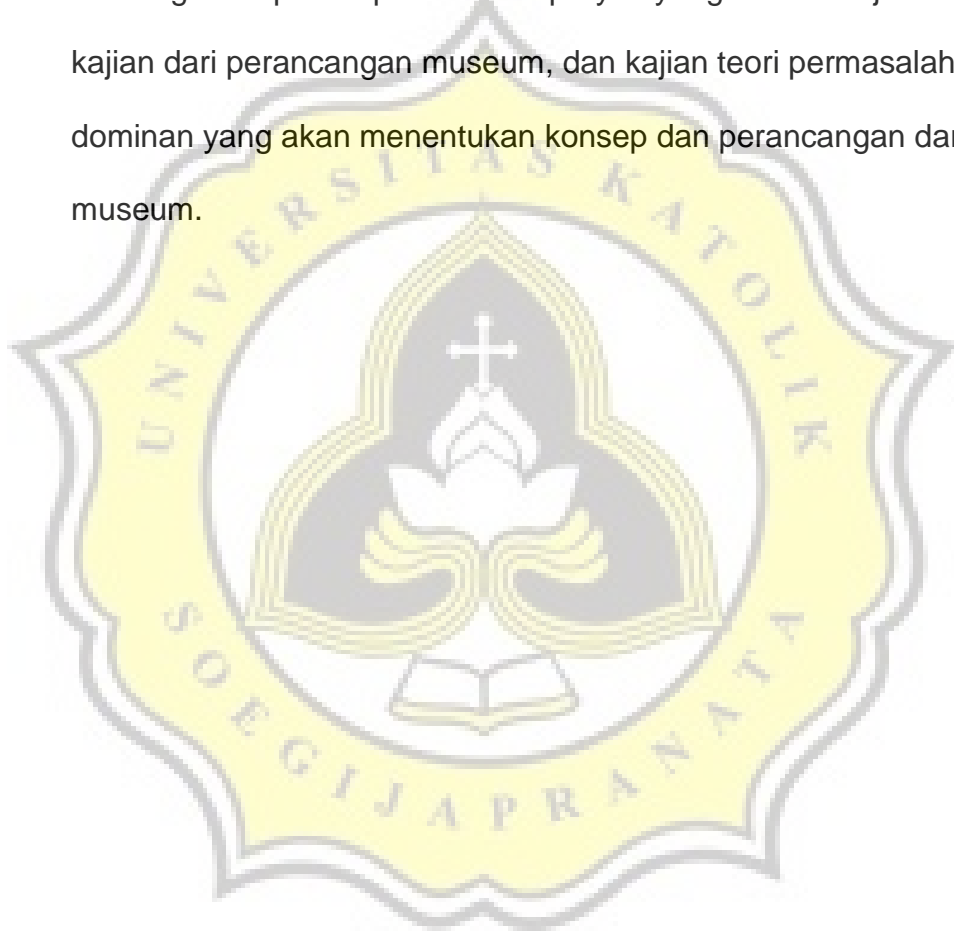 kajian dari perancangan museum, dan kajian teori permasalah
dominan yang akan menentukan konsep dan perancangan dar
museum.
UNIVERSITAS KATOLIK
SOEGIJAPRANATA